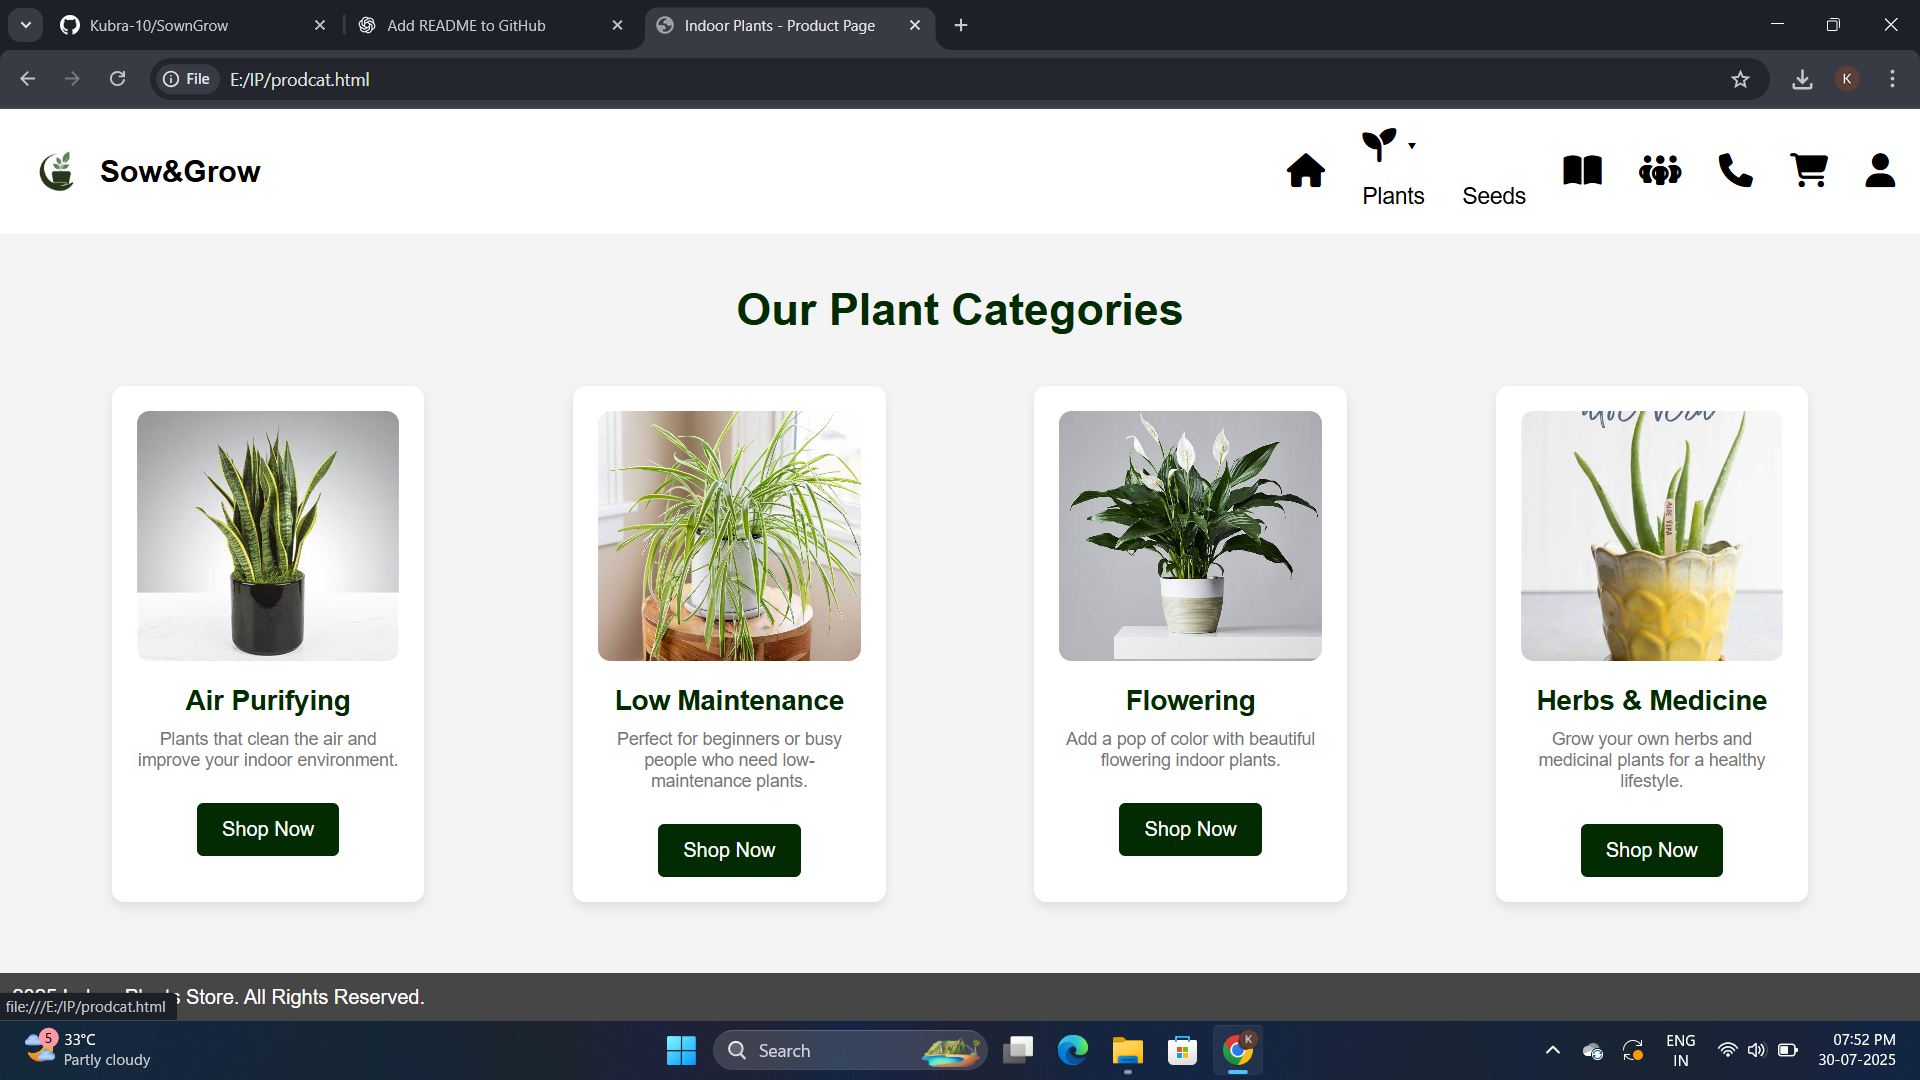 Kubra-10/SownGrow
Add README to GitHub
Indoor Plants - Product Page
File
E:/IP/prodcat.html
K
Sow&Grow
Plants
Seeds
Our Plant Categories
ALOE VERA
Air Purifying
Plants that clean the air and
improve your indoor environment.
Shop Now
Low Maintenance
Perfect for beginners or busy
people who need low-
maintenance plants.
Shop Now
Flowering
Add a pop of color with beautiful
flowering indoor plants.
Shop Now
Herbs & Medicine
Grow your own herbs and
medicinal plants for a healthy
lifestyle.
Shop Now
Store. All Rights Reserved.
file:///E:/IP/prodcat.html
5
33°C
Partly cloudy
Search
K
ENG
IN
07:52 PM
30-07-2025